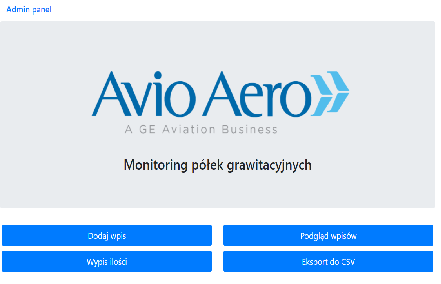 Admin panel
Avio Aero
A GE Aviation Business
Monitoring półek grawitacyjnych
Dodaj wpis
Podgląd wpisów
Wypis ilości
Eksport do CSV